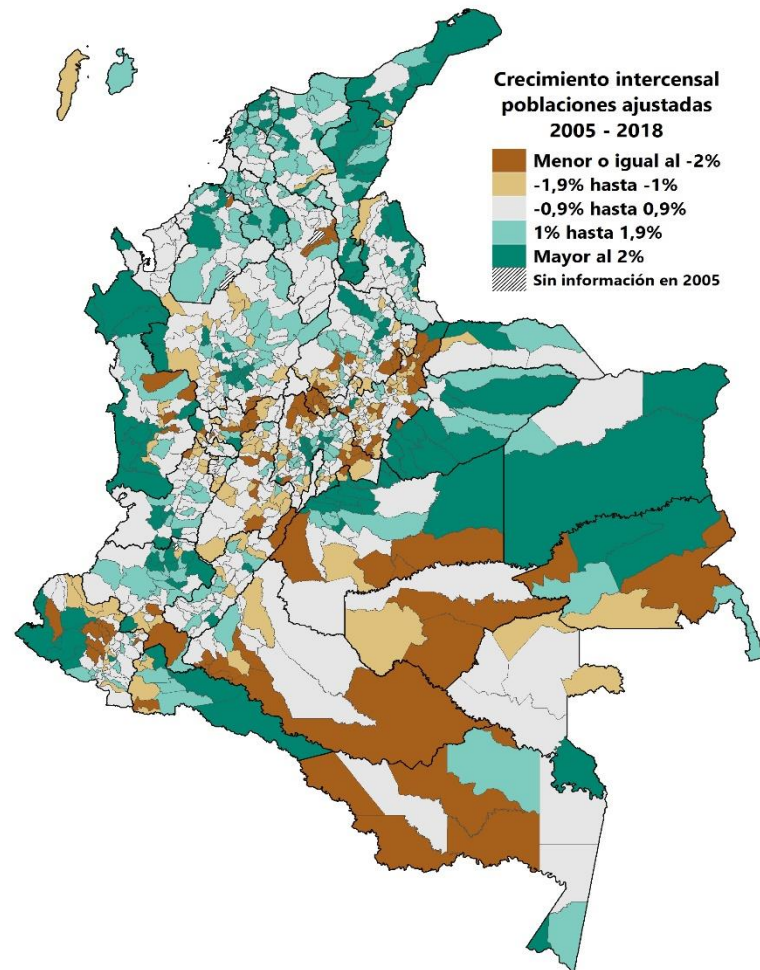 Crecimiento intercensal
poblaciones ajustadas
2005 - 2018
Menor o igual al -2%
-1,9% hasta -1%
-0,9% hasta 0,9%
1% hasta 1,9%
Mayor al 2%
Sin información en 2005